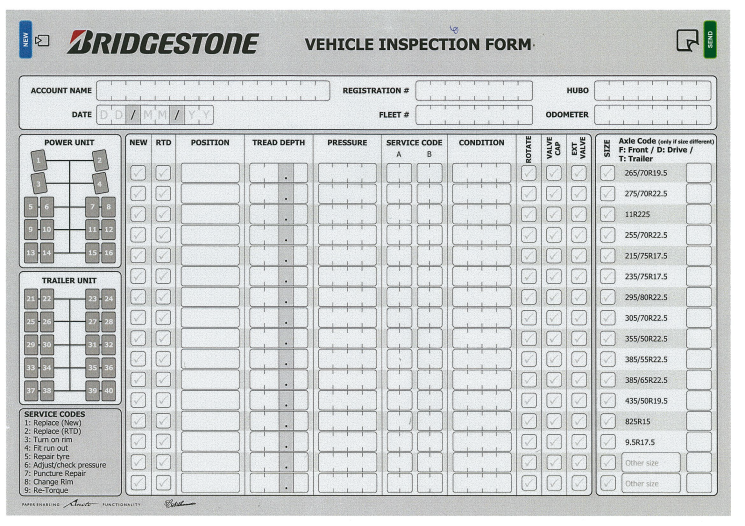 NEW
BRIDGESTONE
VEHICLE INSPECTION FORM
SEND
ACCOUNT NAME
REGISTRATION #
HUBO
DATE DD / MM / YY
FLEET #
ODOMETER
POWER UNIT
1 2
3 4
5 6 7 8
9 10 11 12
13 14 15 16
TRAILER UNIT
21 22 23 24
25 26 27 28
30 31 32
33 34 35 36
37 38 39 40
SERVICE CODES
1: Replace (New)
2: Replace (RTD)
3: Turn on rim
4: Fit run out
5: Repair tyre
6: Adjust/check pressure
7: Puncture Repair
8: Change Rim
9: Re-Torque
NEW RTD POSITION TREAD DEPTH PRESSURE SERVICE CODE CONDITION ROTATE VALVE CAP EXT VALVE
A B
SIZE
Axle Code (only if size different)
F: Front / D: Drive /
T: Trailer
265/70R19.5
275/70R22.5
11R225
255/70R22.5
215/75R17.5
235/75R17.5
295/80R22.5
305/70R22.5
355/50R22.5
385/55R22.5
385/65R22.5
435/50R19.5
825R15
9.5R17.5
Other size
Other size
PAPER ENABLING FUNCTIONALITY